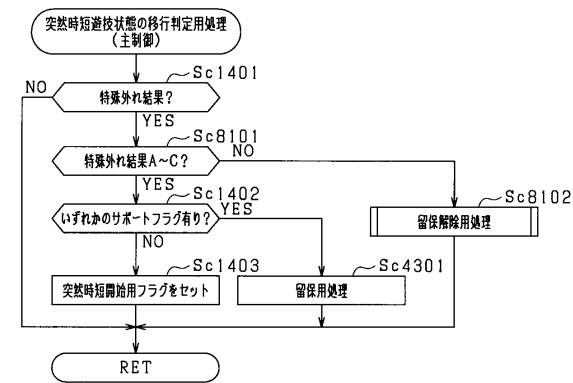 突然時短遊技状態の移行判定用処理
(主制御)
Sc1401
NO
特殊外れ結果?
YES
Sc8101
特殊外れ結果A〜C?
NO
YES
Sc1402
いずれかのサポートフラグ有り?
YES
Sc8102
留保解除用処理
NO
Sc1403
突然時短開始用フラグをセット
Sc4301
留保用処理
RET